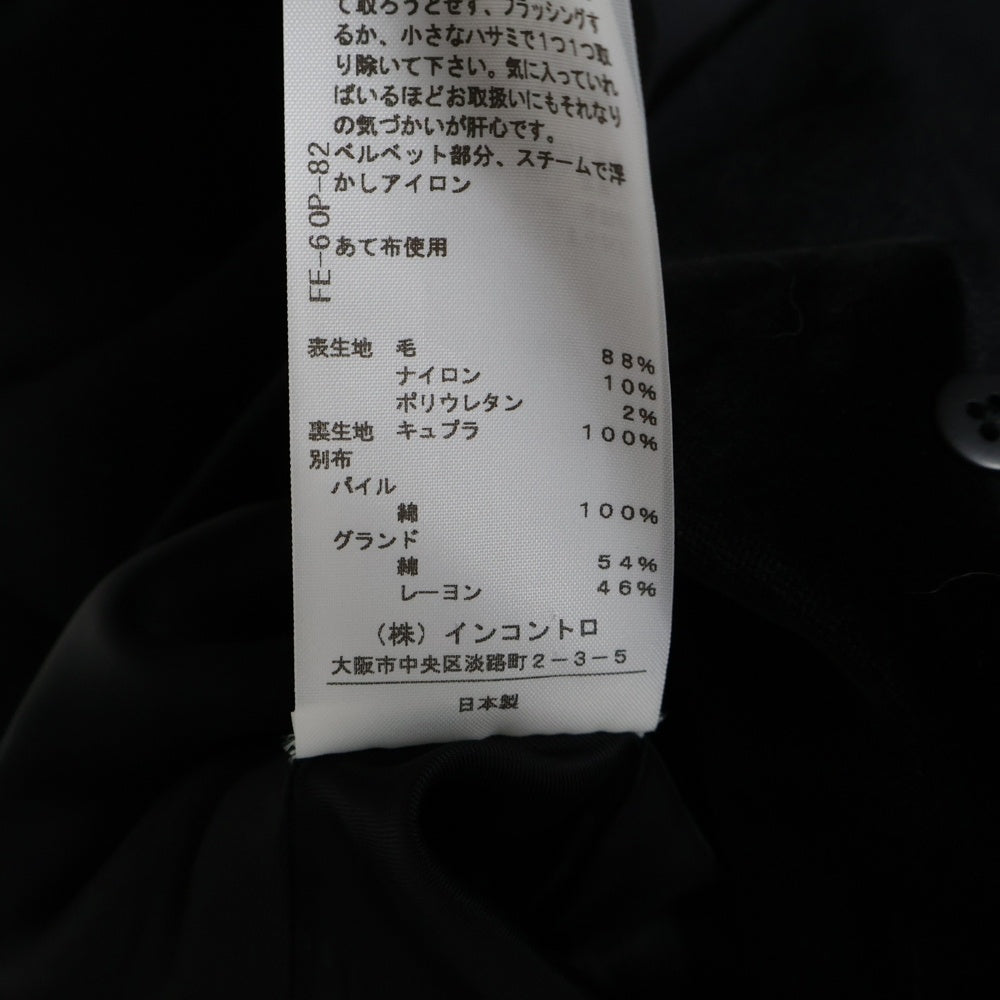 て取ろうとせず、ブラッシングす
るか、小さなハサミで1つ1つ取
り除いて下さい。気に入っていれ
ばいるほどお取扱いにもそれなり
の気づかいが肝心です。
ベルベット部分、スチームで浮
かしアイロン
あて布使用
FE-60P-82
表生地 毛 88%
ナイロン 10%
ポリウレタン 2%
裏生地 キュプラ 100%
別布
パイル
綿 100%
グランド
綿 54%
レーヨン 46%
(株)インコントロ
大阪市中央区淡路町2-3-5
日本製